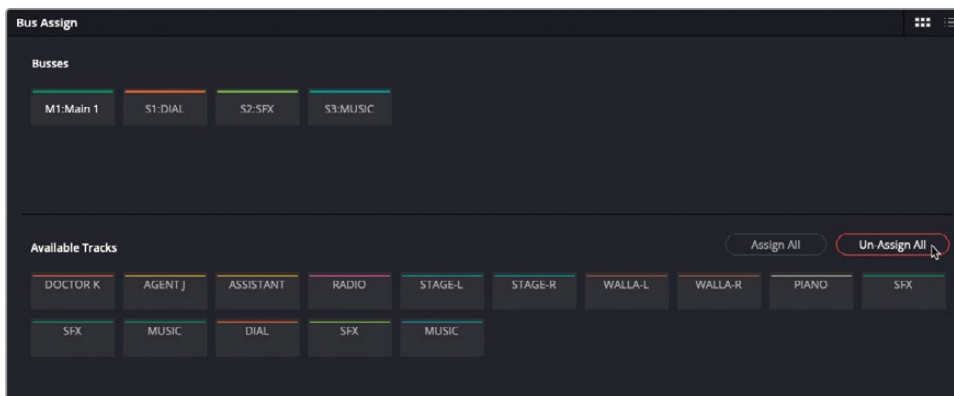 Bus Assign
Busses
M1:Main 1 S1:DIAL S2:SFX S3:MUSIC
Available Tracks Assign All Un-Assign All
DOCTOR K AGENT J ASSISTANT RADIO STAGE-L STAGE-R WALLA-L WALLA-R PIANO SFX
SFX MUSIC DIAL SFX MUSIC